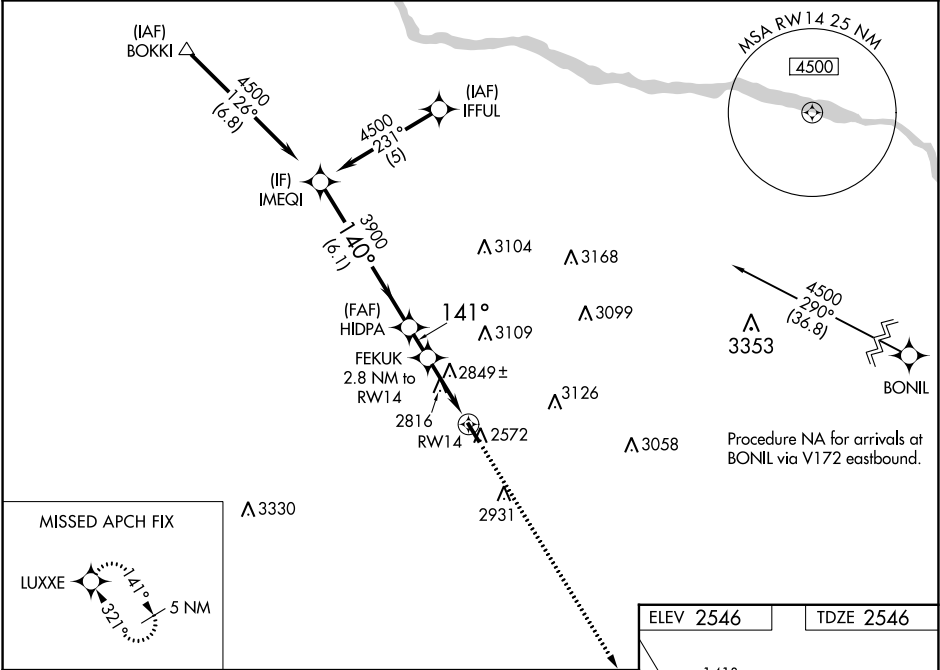 (IAF)
BOKKI
4500
126°
(6.8)
(IAF)
IFFUL
4500
231°
(5)
(IF)
IMEQI
3900
140°
(6.1)
MSA RW14 25 NM
4500
3104
3168
(FAF)
HIDPA
141°
3109
3099
4500
290°
(36.8)
3353
BONIL
FEKUK
2.8 NM to
RW14
2849±
2816
3126
RW14
2572
3058
Procedure NA for arrivals at
BONIL via V172 eastbound.
3330
2931
MISSED APCH FIX
LUXXE
141°
321°
5 NM
ELEV 2546
TDZE 2546